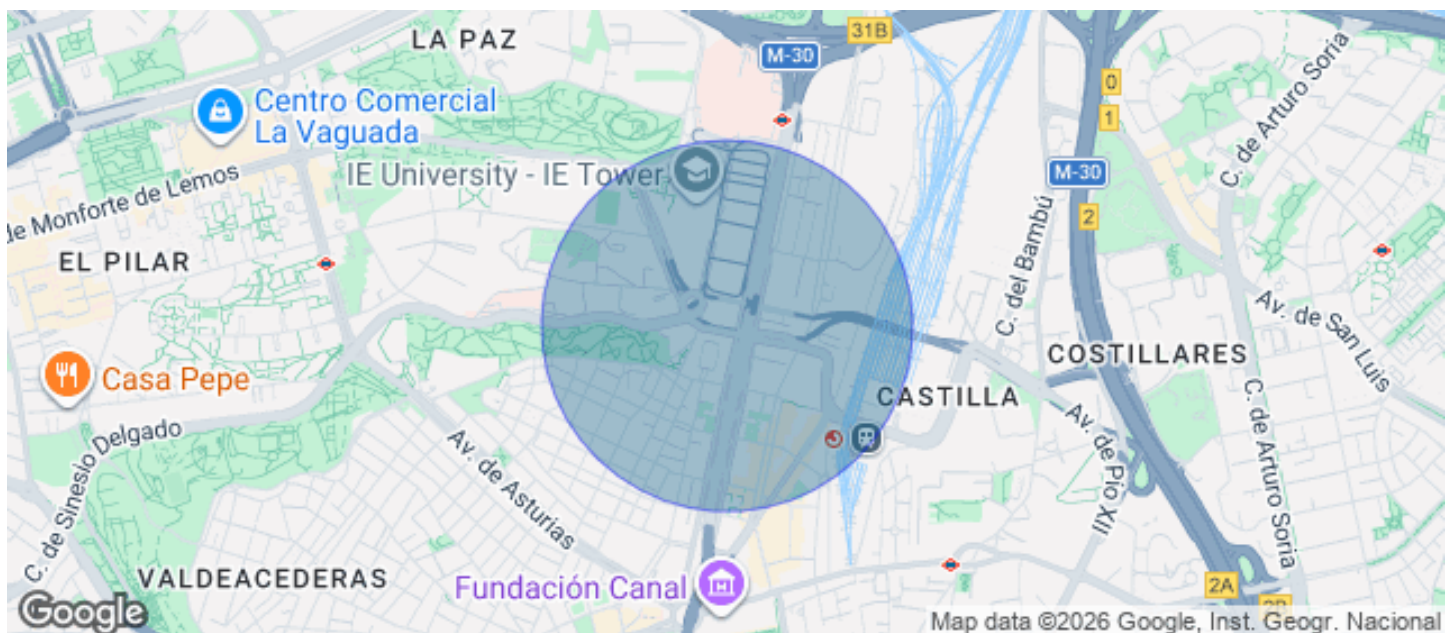 LA PAZ
31B
M-30
Centro Comercial
La Vaguada
0
1
C. de Arturo Soria
IE University - IE Tower
M-30
de Monforte de Lemos
2
EL PILAR
C. del Bambú
Av. de San Luis
COSTILLARES
Casa Pepe
CASTILLA
C. de Sinesio Delgado
Av. de Asturias
Av. de Pío XII
C. de Arturo Soria
VALDEACEDERAS
Fundación Canal
2A
Google
Map data ©2026 Google, Inst. Geogr. Nacional